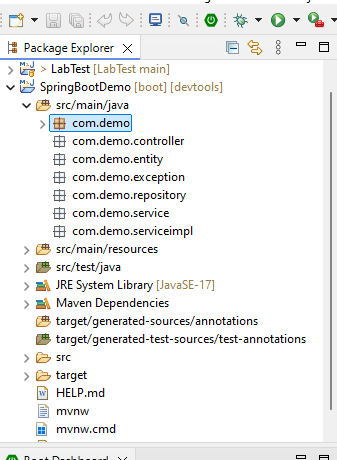 Package Explorer
> LabTest [LabTest main]
SpringBootDemo [boot] [devtools]
src/main/java
com.demo
com.demo.controller
com.demo.entity
com.demo.exception
com.demo.repository
com.demo.service
com.demo.serviceimpl
src/main/resources
src/test/java
JRE System Library [JavaSE-17]
Maven Dependencies
target/generated-sources/annotations
target/generated-test-sources/test-annotations
src
target
HELP.md
mvnw
mvnw.cmd